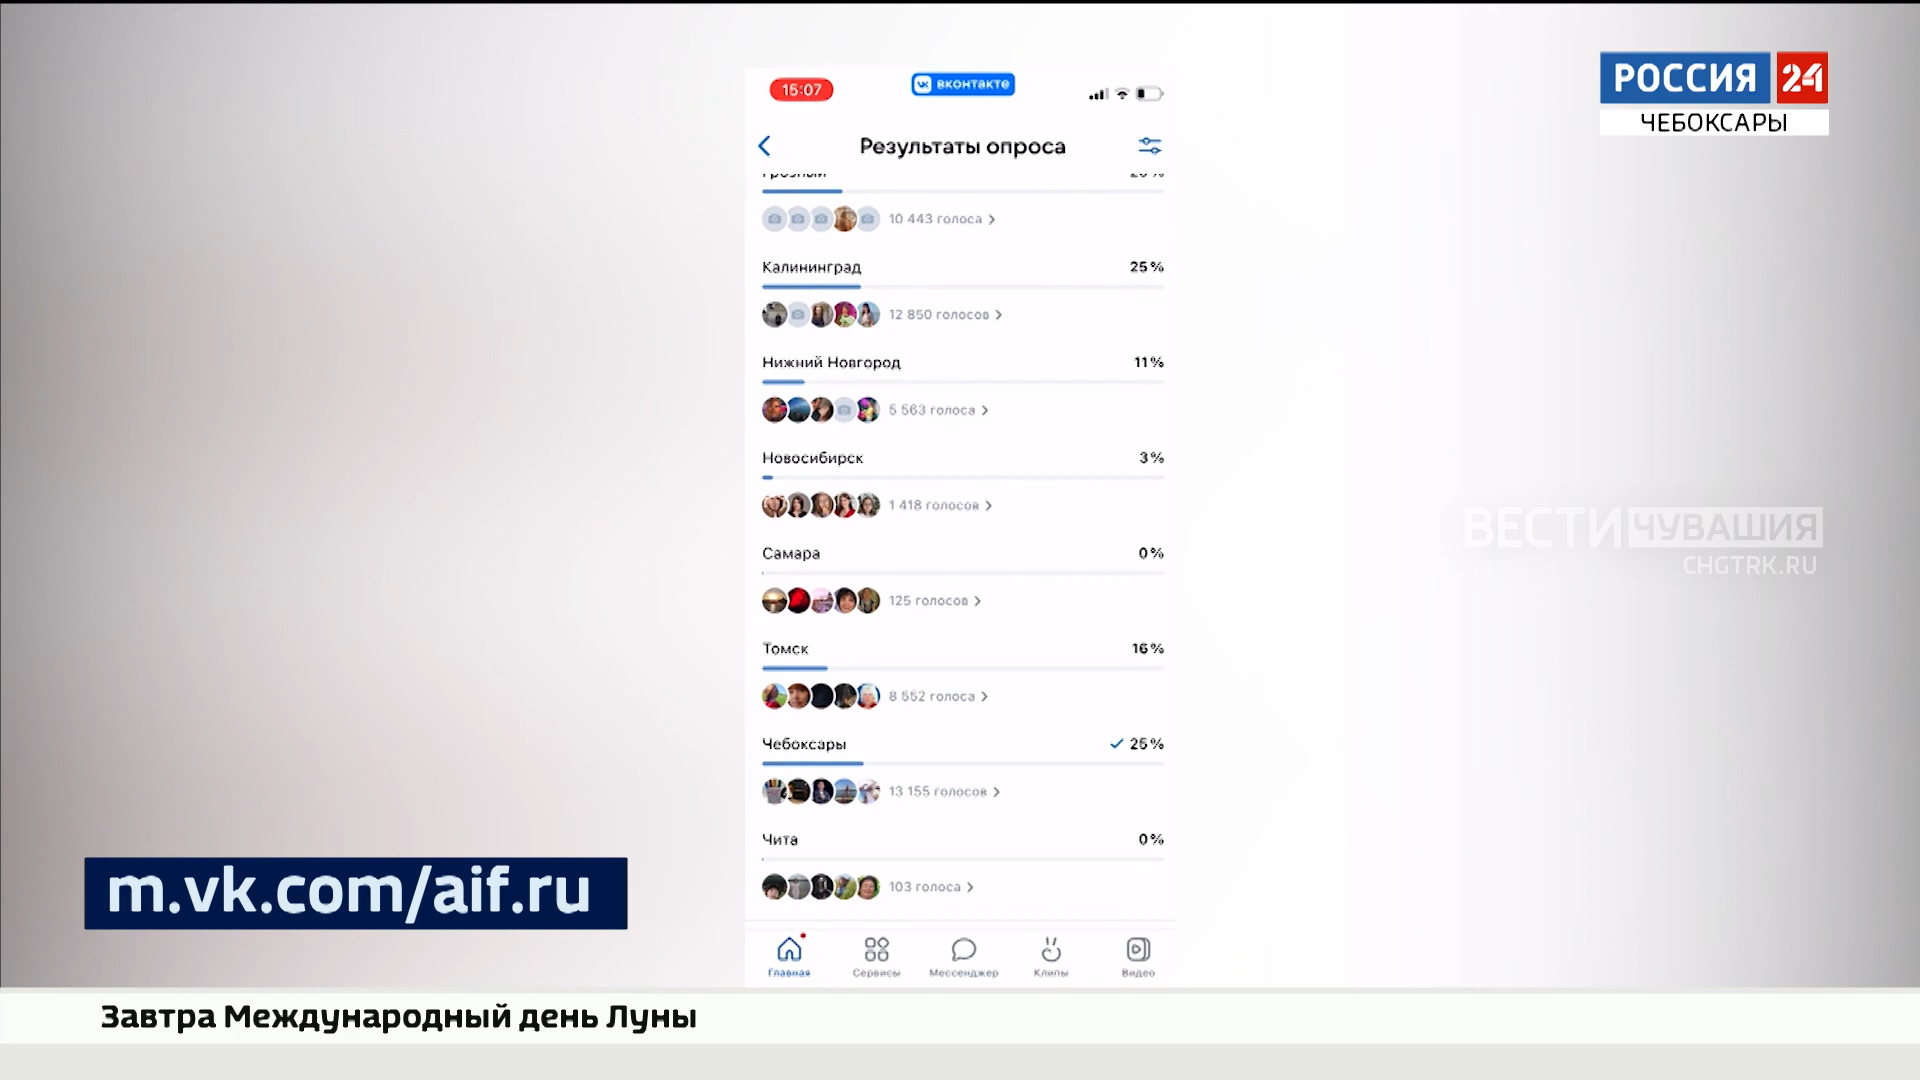 РОССИЯ 24
ЧЕБОКСАРЫ
15:07
вконтакте
Результаты опроса
10 443 голоса
Калининград 25%
12 850 голосов
Нижний Новгород 11%
5 563 голоса
Новосибирск 3%
1 418 голосов
Самара 0%
125 голосов
Томск 16%
8 552 голоса
Чебоксары 25%
13 155 голосов
Чита 0%
103 голоса
Главная Сервисы Мессенджер Клипы Видео
ВЕСТИ ЧУВАШИЯ
CHGTRK.RU
m.vk.com/aif.ru
Завтра Международный день Луны